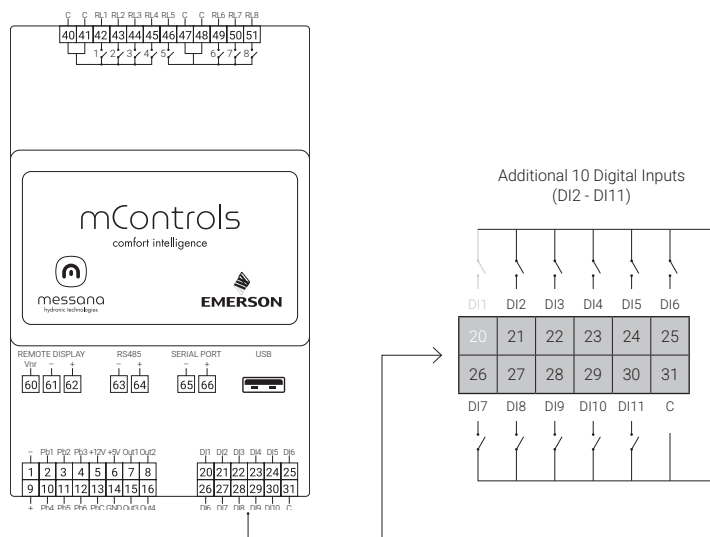 C C RL1 RL2 RL3 RL4 RL5 C C RL6 RL7 RL8
40 41 42 43 44 45 46 47 48 49 50 51
1 2 3 4 5 6 7 8
mControls
comfort intelligence
messana
hydronic technologies
EMERSON
REMOTE DISPLAY RS485 SERIAL PORT USB
Vnr − + − + − +
60 61 62 63 64 65 66
− Pb1 Pb2 Pb3 +12V +5V Out1 Out2
1 2 3 4 5 6 7 8
9 10 11 12 13 14 15 16
+ Pb4 Pb5 Pb6 PbC GND Out3 Out4
DI1 DI2 DI3 DI4 DI5 DI6
20 21 22 23 24 25
26 27 28 29 30 31
DI6 DI7 DI8 DI9 DI10 C
Additional 10 Digital Inputs
(DI2 - DI11)
DI1 DI2 DI3 DI4 DI5 DI6
20 21 22 23 24 25
26 27 28 29 30 31
DI7 DI8 DI9 DI10 DI11 C